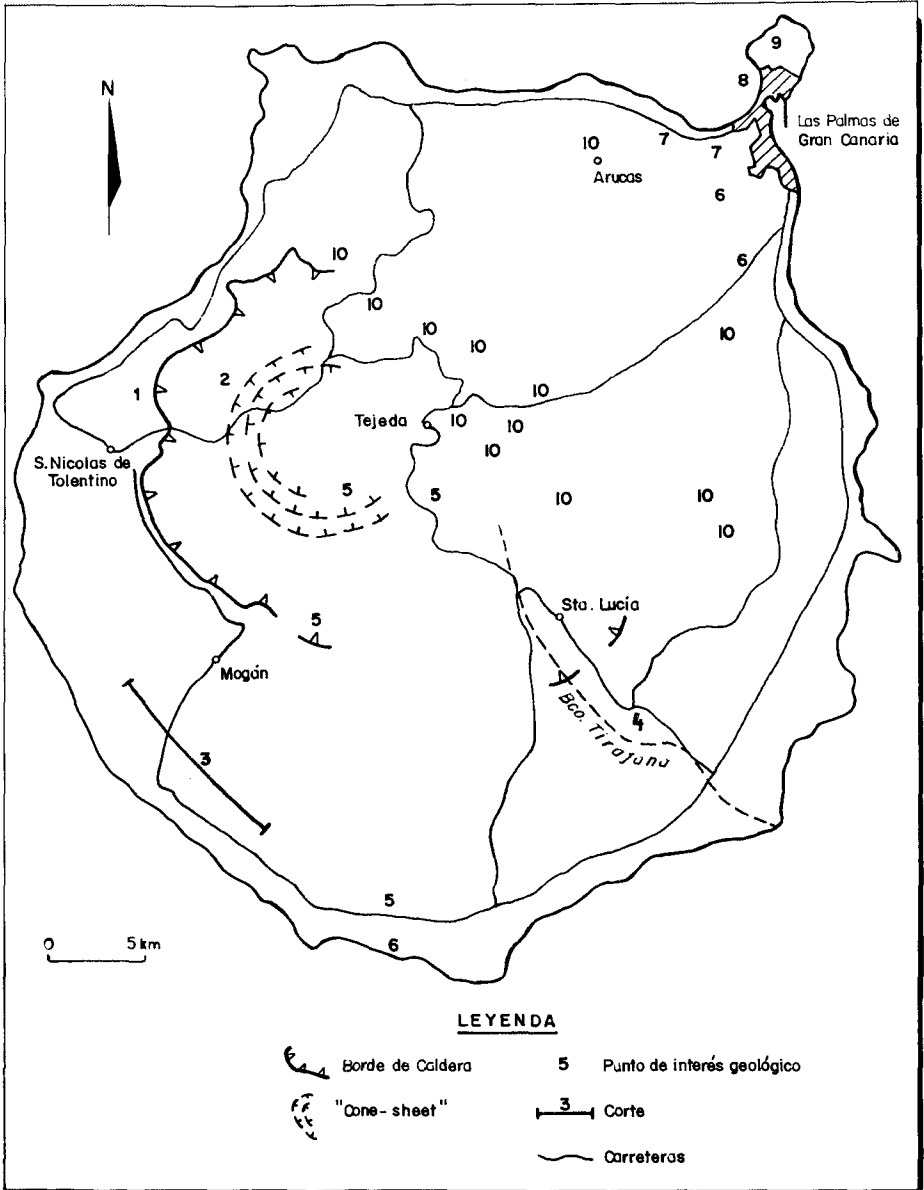 9
N
8
Las Palmas de
Gran Canaria
7
10
7
Arucas
6
10
6
10
10
10
10
2
1
10
Tejeda
10
10
10
S. Nicolas de
Tolentino
5
5
10
10
10
Sta. Lucía
5
Mogán
Bco. Tirajana
4
3
5
0 5 km
6
LEYENDA
Borde de Caldera
5 Punto de interés geológico
"Cone-sheet"
3 Corte
Carreteras